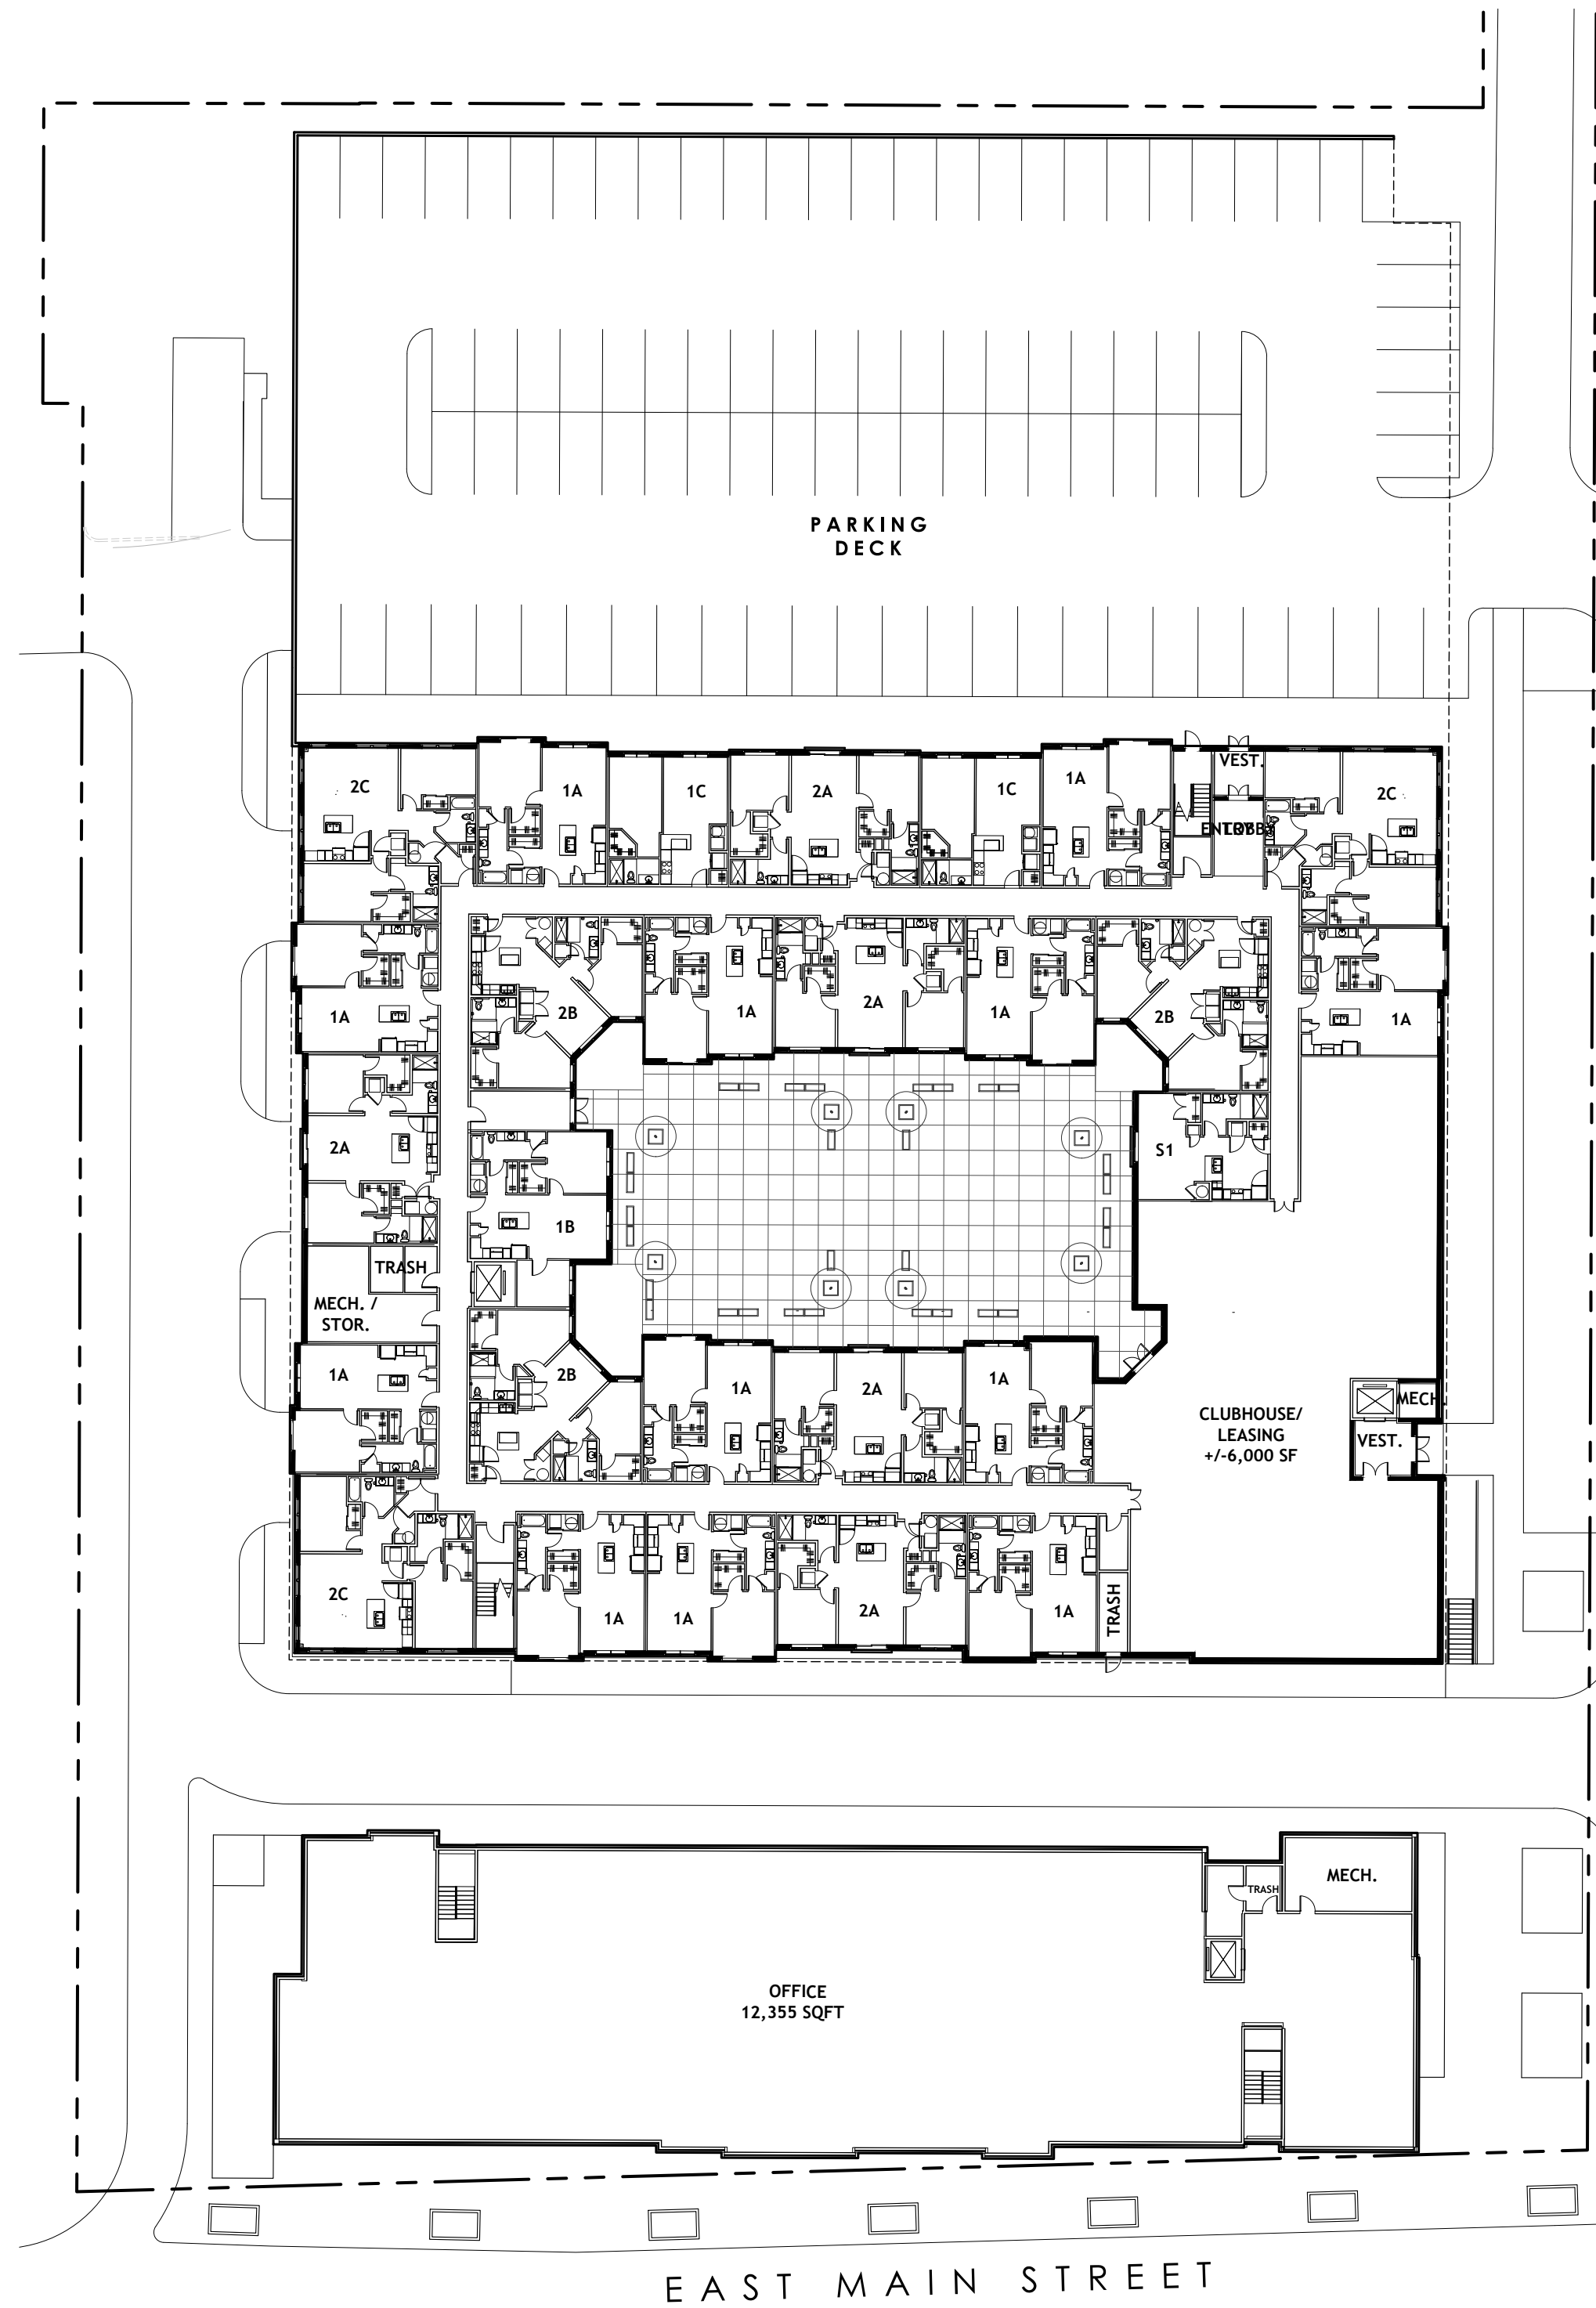 PARKING
DECK
2C
1A
1C
2A
1C
1A
VEST.
2C
ENTRY
LOBBY
1A
2B
1A
2A
1A
2B
1A
2A
S1
1B
TRASH
MECH. /
STOR.
1A
2B
1A
2A
1A
CLUBHOUSE/
LEASING
+/-6,000 SF
MECH.
VEST.
2C
1A
1A
2A
1A
TRASH
MECH.
TRASH
OFFICE
12,355 SQFT
EAST MAIN STREET